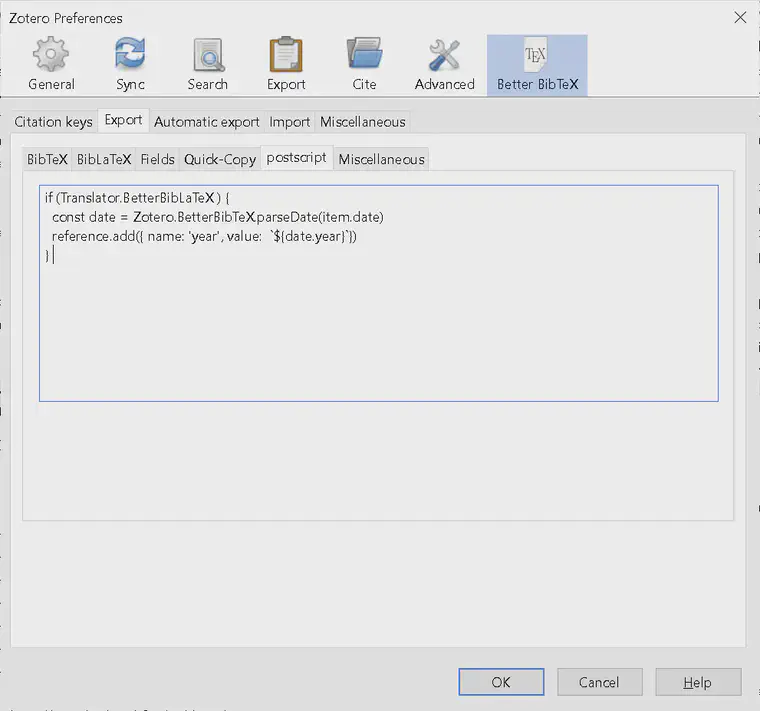 Zotero Preferences
General
Sync
Search
Export
Cite
Advanced
TEX
Better BibTeX
Citation keys
Export
Automatic export
Import
Miscellaneous
BibTeX
BibLaTeX
Fields
Quick-Copy
postscript
Miscellaneous
if (Translator.BetterBibLaTeX ) {
const date = Zotero.BetterBibTeX.parseDate(item.date)
reference.add({ name: 'year', value: `${date.year}`})
}
OK
Cancel
Help